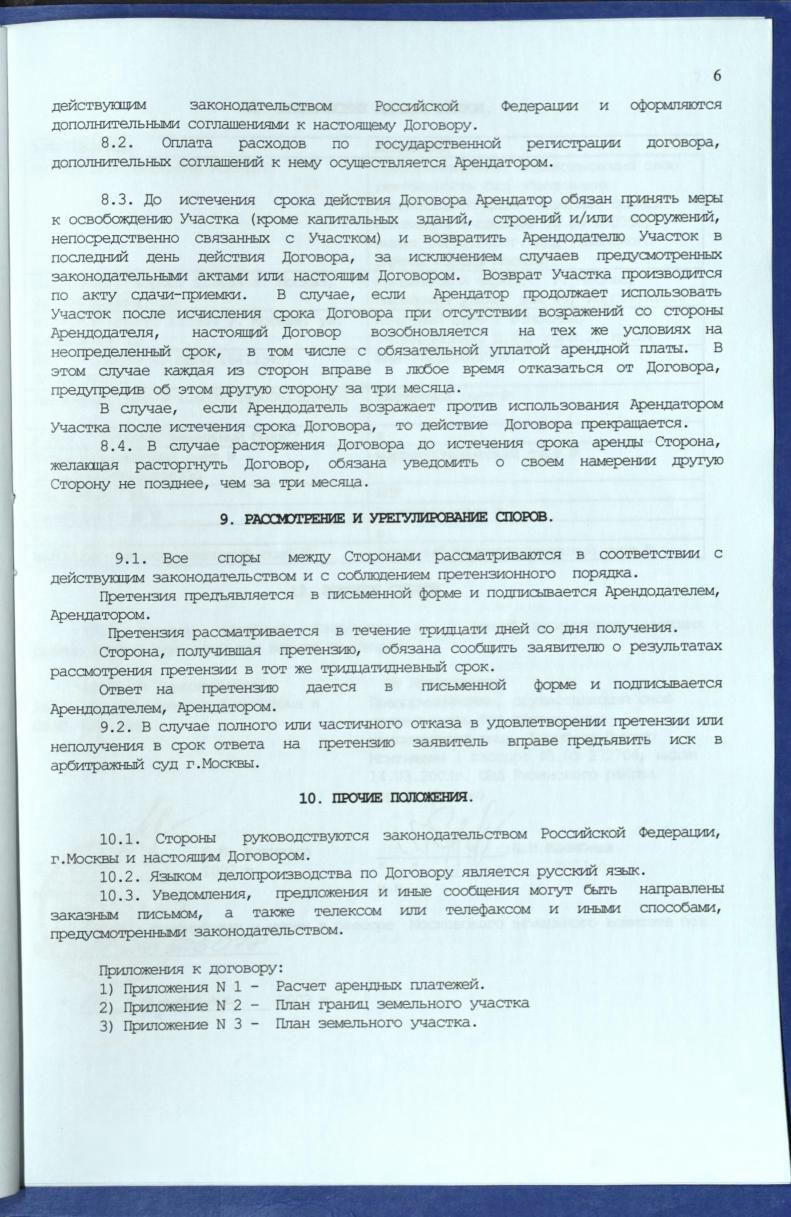 6
действующим законодательством Российской Федерации и оформляются
дополнительными соглашениями к настоящему Договору.
8.2. Оплата расходов по государственной регистрации договора,
дополнительных соглашений к нему осуществляется Арендатором.
8.3. До истечения срока действия Договора Арендатор обязан принять меры
к освобождению Участка (кроме капитальных зданий, строений и/или сооружений,
непосредственно связанных с Участком) и возвратить Арендодателю Участок в
последний день действия Договора, за исключением случаев предусмотренных
законодательными актами или настоящим Договором. Возврат Участка производится
по акту сдачи-приемки. В случае, если Арендатор продолжает использовать
Участок после исчисления срока Договора при отсутствии возражений со стороны
Арендодателя, настоящий Договор возобновляется на тех же условиях на
неопределенный срок, в том числе с обязательной уплатой арендной платы. В
этом случае каждая из сторон вправе в любое время отказаться от Договора,
предупредив об этом другую сторону за три месяца.
В случае, если Арендодатель возражает против использования Арендатором
Участка после истечения срока Договора, то действие Договора прекращается.
8.4. В случае расторжения Договора до истечения срока аренды Сторона,
желающая расторгнуть Договор, обязана уведомить о своем намерении другую
Сторону не позднее, чем за три месяца.
9. РАССМОТРЕНИЕ И УРЕГУЛИРОВАНИЕ СПОРОВ.
9.1. Все споры между Сторонами рассматриваются в соответствии с
действующим законодательством и с соблюдением претензионного порядка.
Претензия предъявляется в письменной форме и подписывается Арендодателем,
Арендатором.
Претензия рассматривается в течение тридцати дней со дня получения.
Сторона, получившая претензию, обязана сообщить заявителю о результатах
рассмотрения претензии в тот же тридцатидневный срок.
Ответ на претензию дается в письменной форме и подписывается
Арендодателем, Арендатором.
9.2. В случае полного или частичного отказа в удовлетворении претензии или
неполучения в срок ответа на претензию заявитель вправе предъявить иск в
арбитражный суд г.Москвы.
10. ПРОЧИЕ ПОЛОЖЕНИЯ.
10.1. Стороны руководствуются законодательством Российской Федерации,
г.Москвы и настоящим Договором.
10.2. Языком делопроизводства по Договору является русский язык.
10.3. Уведомления, предложения и иные сообщения могут быть направлены
заказным письмом, а также телексом или телефаксом и иными способами,
предусмотренными законодательством.
Приложения к договору:
1) Приложения N 1 - Расчет арендных платежей.
2) Приложение N 2 - План границ земельного участка
3) Приложение N 3 - План земельного участка.